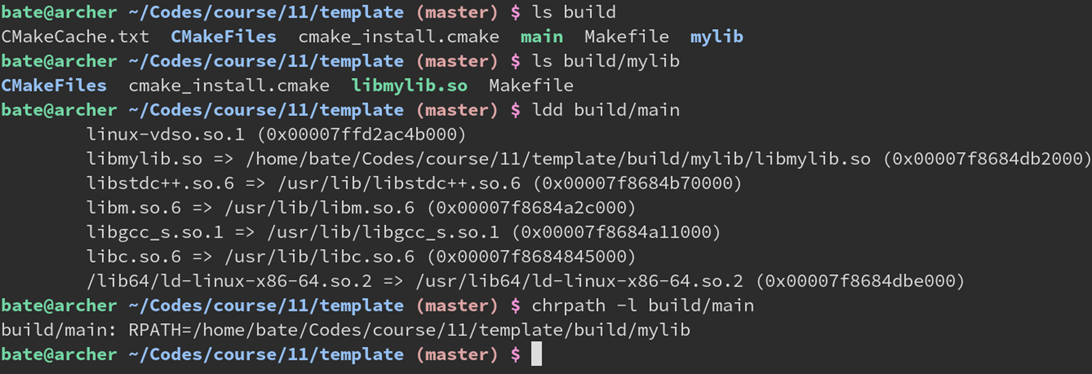 bate@archer ~/Codes/course/11/template (master) $ ls build
CMakeCache.txt  CMakeFiles  cmake_install.cmake  main  Makefile  mylib
bate@archer ~/Codes/course/11/template (master) $ ls build/mylib
CMakeFiles  cmake_install.cmake  libmylib.so  Makefile
bate@archer ~/Codes/course/11/template (master) $ ldd build/main
        linux-vdso.so.1 (0x00007ffd2ac4b000)
        libmylib.so => /home/bate/Codes/course/11/template/build/mylib/libmylib.so (0x00007f8684db2000)
        libstdc++.so.6 => /usr/lib/libstdc++.so.6 (0x00007f8684b70000)
        libm.so.6 => /usr/lib/libm.so.6 (0x00007f8684a2c000)
        libgcc_s.so.1 => /usr/lib/libgcc_s.so.1 (0x00007f8684a11000)
        libc.so.6 => /usr/lib/libc.so.6 (0x00007f8684845000)
        /lib64/ld-linux-x86-64.so.2 => /usr/lib64/ld-linux-x86-64.so.2 (0x00007f8684dbe000)
bate@archer ~/Codes/course/11/template (master) $ chrpath -l build/main
build/main: RPATH=/home/bate/Codes/course/11/template/build/mylib
bate@archer ~/Codes/course/11/template (master) $